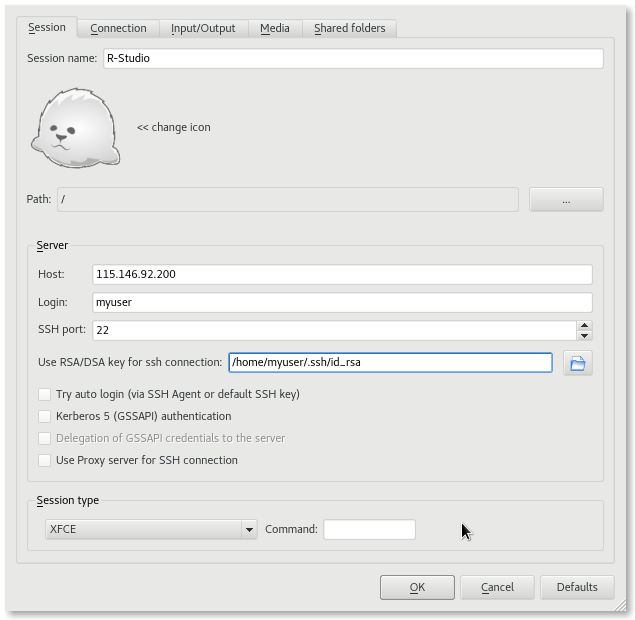 Session Connection Input/Output Media Shared folders
Session name: R-Studio
<< change icon
Path: / ...
Server
Host: 115.146.92.200
Login: myuser
SSH port: 22
Use RSA/DSA key for ssh connection: /home/myuser/.ssh/id_rsa
Try auto login (via SSH Agent or default SSH key)
Kerberos 5 (GSSAPI) authentication
Delegation of GSSAPI credentials to the server
Use Proxy server for SSH connection
Session type
XFCE Command:
OK Cancel Defaults